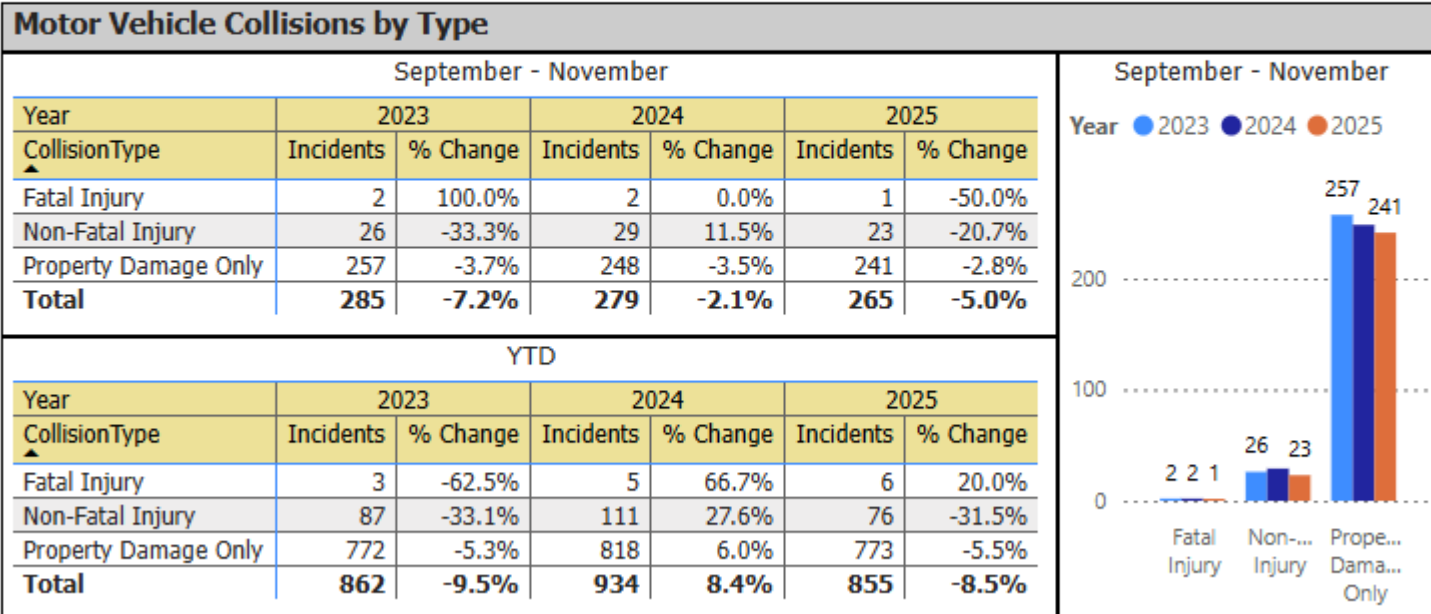 Motor Vehicle Collisions by Type
September - November
Year 2023 2024 2025
CollisionType Incidents % Change Incidents % Change Incidents % Change
Fatal Injury 2 100.0% 2 0.0% 1 -50.0%
Non-Fatal Injury 26 -33.3% 29 11.5% 23 -20.7%
Property Damage Only 257 -3.7% 248 -3.5% 241 -2.8%
Total 285 -7.2% 279 -2.1% 265 -5.0%
YTD
Year 2023 2024 2025
CollisionType Incidents % Change Incidents % Change Incidents % Change
Fatal Injury 3 -62.5% 5 66.7% 6 20.0%
Non-Fatal Injury 87 -33.1% 111 27.6% 76 -31.5%
Property Damage Only 772 -5.3% 818 6.0% 773 -5.5%
Total 862 -9.5% 934 8.4% 855 -8.5%
September - November
Year 2023 2024 2025
257
241
200
100
26 23
2 2 1
0
Fatal Non-... Prope...
Injury Injury Dama...
Only